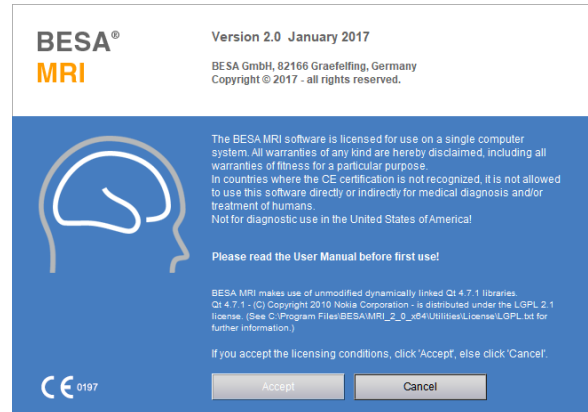 BESA®
MRI
Version 2.0 January 2017
BESA GmbH, 82166 Graefelfing, Germany
Copyright © 2017 - all rights reserved.
The BESA MRI software is licensed for use on a single computer
system. All warranties of any kind are hereby disclaimed, including all
warranties of fitness for a particular purpose.
In countries where the CE certification is not recognized, it is not allowed
to use this software directly or indirectly for medical diagnosis and/or
treatment of humans.
Not for diagnostic use in the United States of America!
Please read the User Manual before first use!
BESA MRI makes use of unmodified dynamically linked Qt 4.7.1 libraries.
Qt 4.7.1 - (C) Copyright 2010 Nokia Corporation - is distributed under the LGPL 2.1
license. (See C:\Program Files\BESA\MRI_2_0_x64\Utilities\License\LGPL.txt for
further information.)
If you accept the licensing conditions, click 'Accept', else click 'Cancel'.
CE 0197
Accept
Cancel